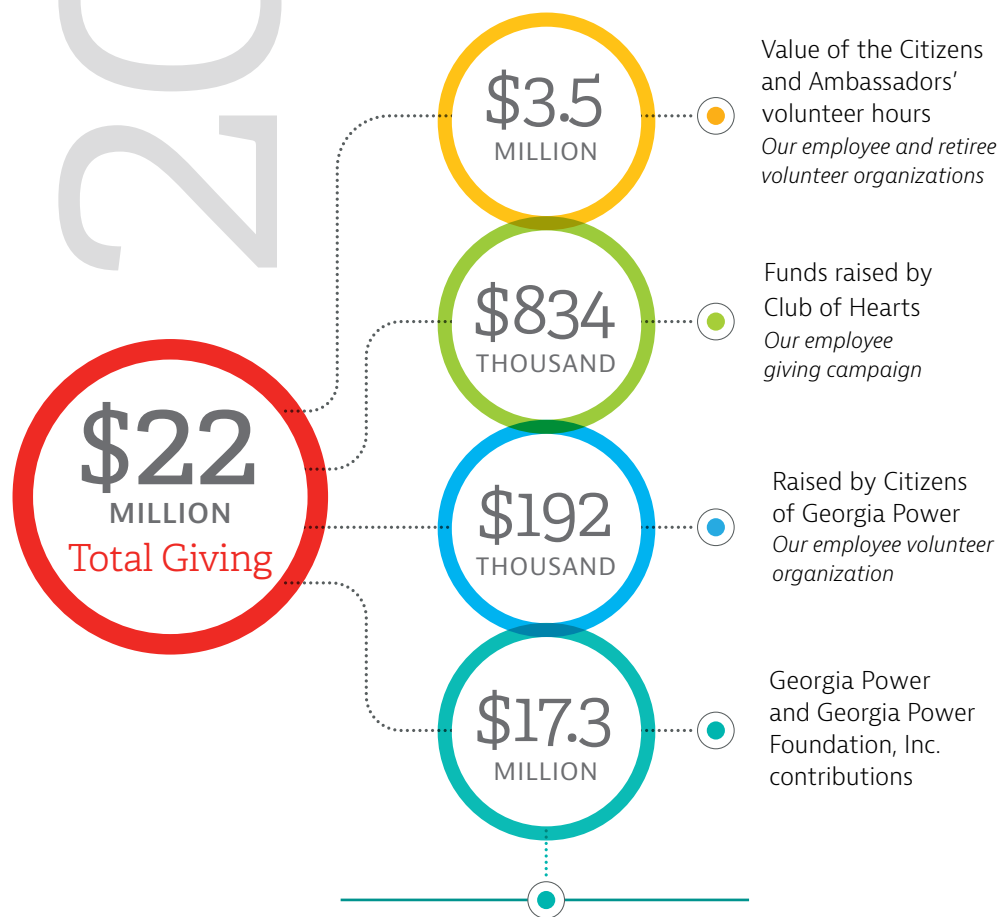 20
$22
MILLION
Total Giving
$3.5
MILLION
Value of the Citizens
and Ambassadors’
volunteer hours
Our employee and retiree
volunteer organizations
$834
THOUSAND
Funds raised by
Club of Hearts
Our employee
giving campaign
$192
THOUSAND
Raised by Citizens
of Georgia Power
Our employee volunteer
organization
$17.3
MILLION
Georgia Power
and Georgia Power
Foundation, Inc.
contributions